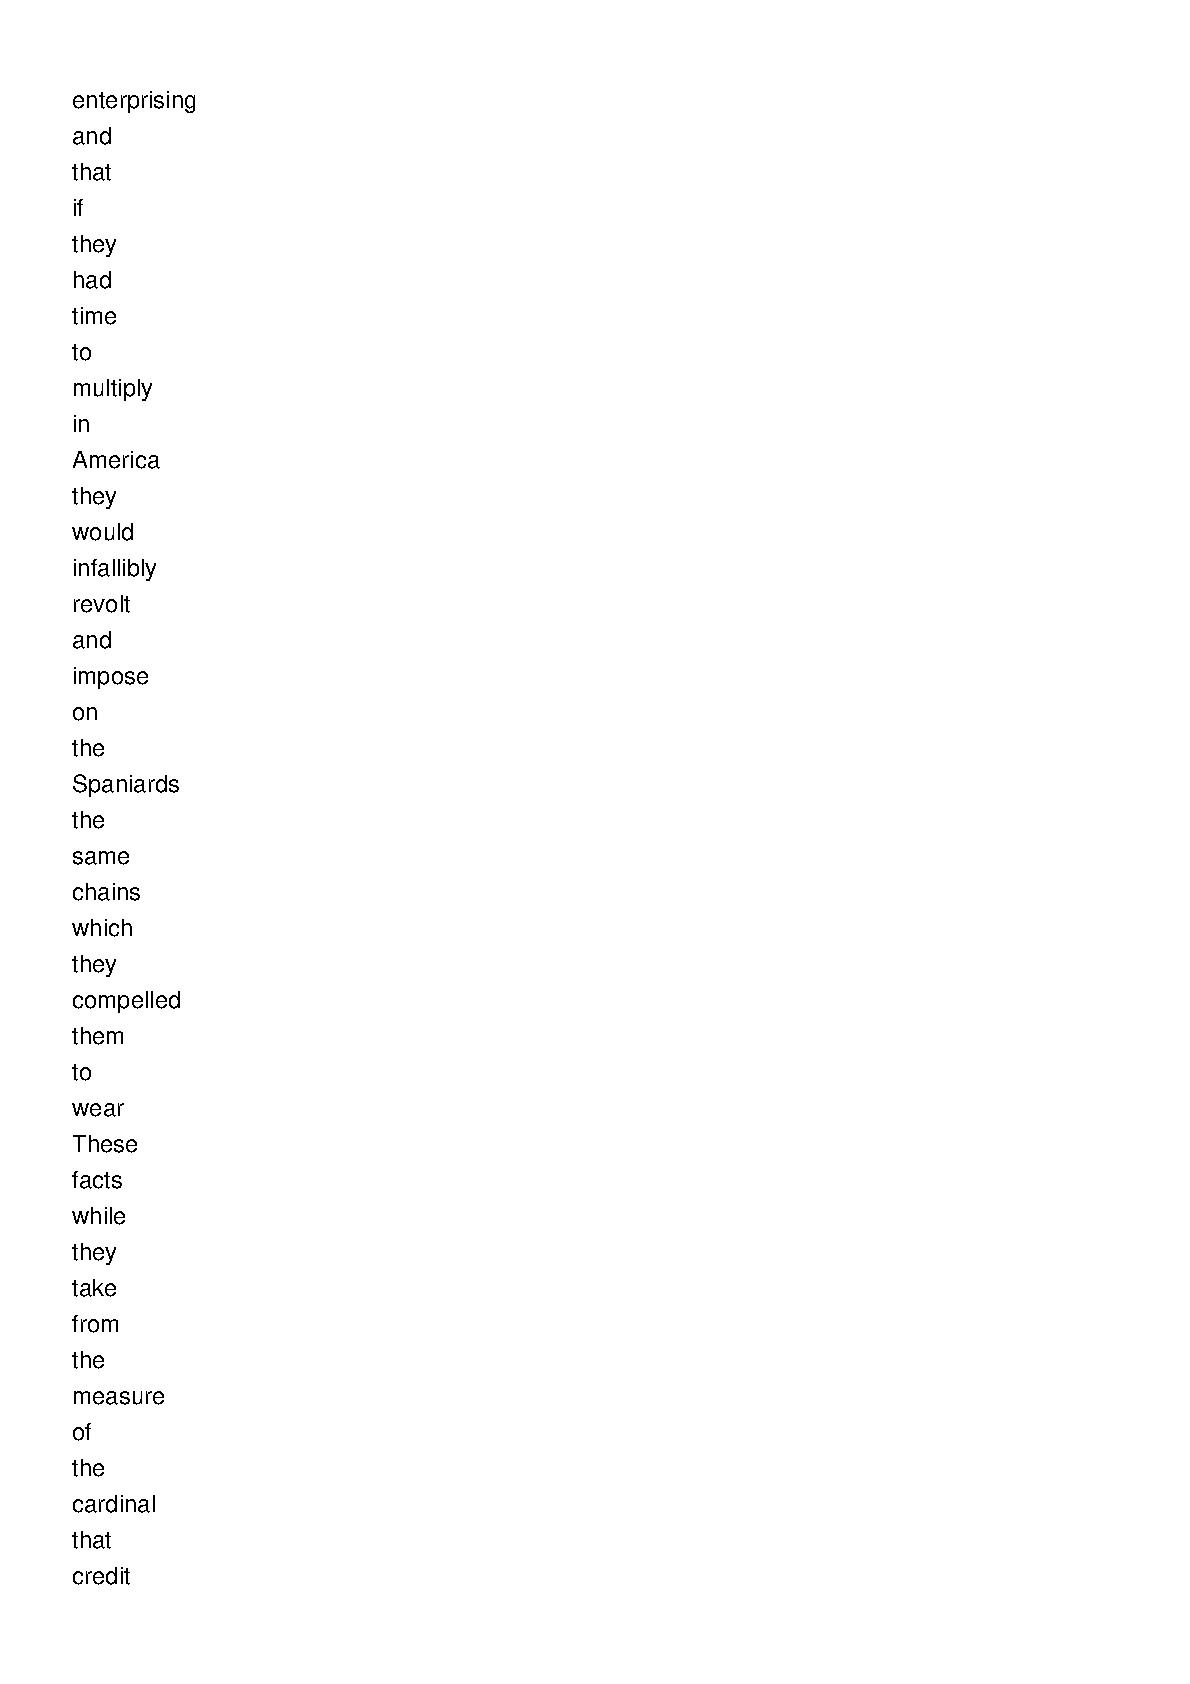 enterprising
and
that
if
they
had
time
to
multiply
in
America
they
would
infallibly
revolt
and
impose
on
the
Spaniards
the
same
chains
which
they
compelled
them
to
wear
These
facts
while
they
take
from
the
measure
of
the
cardinal
that
credit